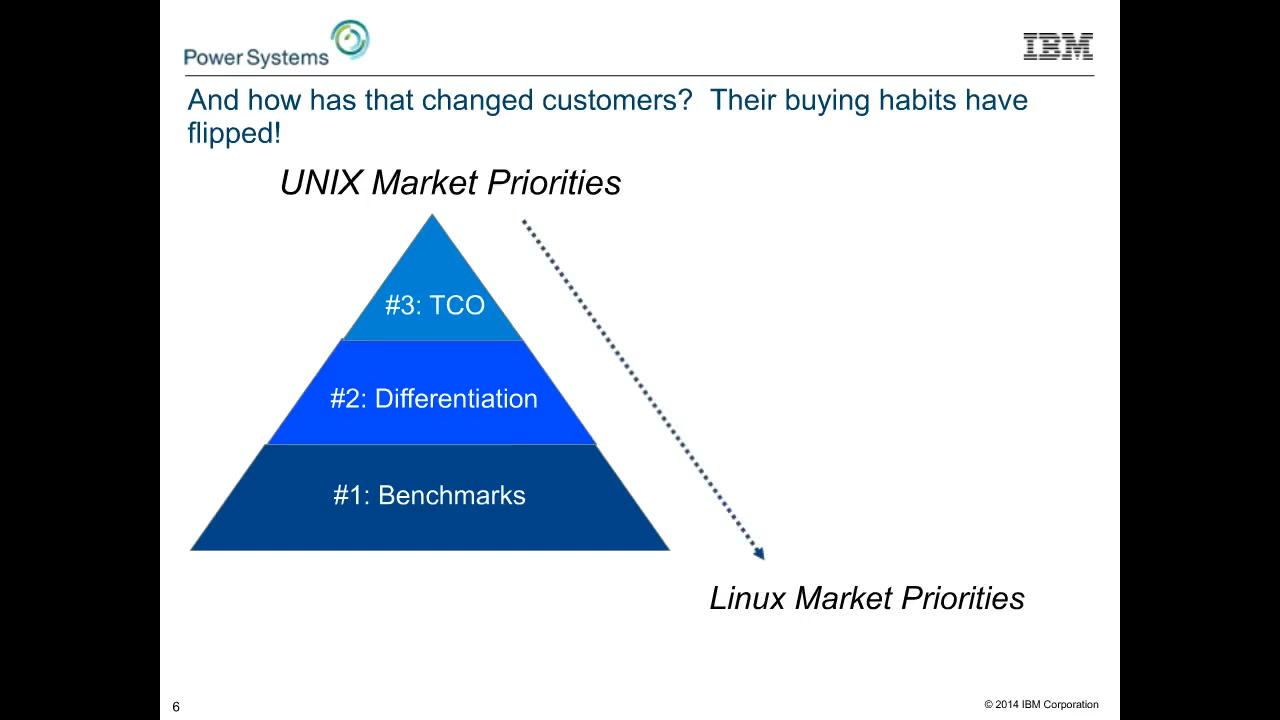 Power Systems
IBM
And how has that changed customers?  Their buying habits have
flipped!
UNIX Market Priorities
#3: TCO
#2: Differentiation
#1: Benchmarks
Linux Market Priorities
6
© 2014 IBM Corporation